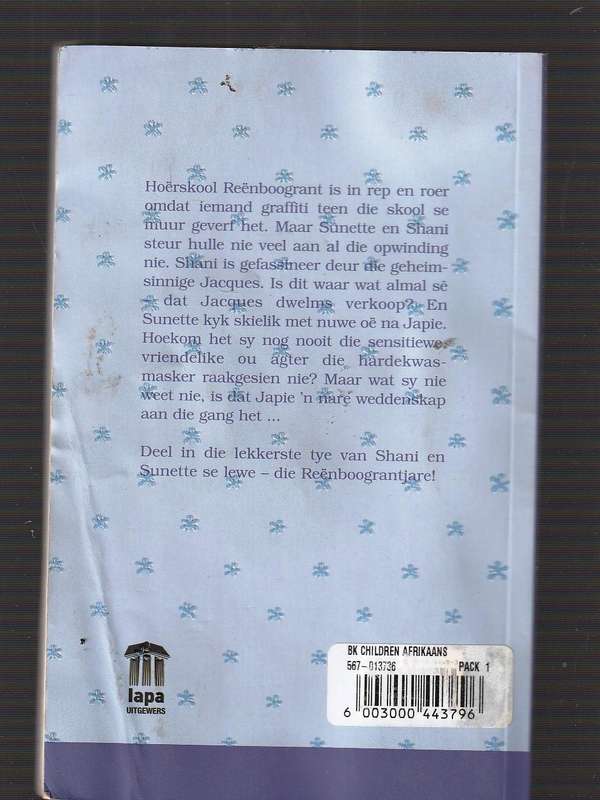 Hoërskool Reënboogrant is in rep en roer
omdat iemand graffiti teen die skool se
muur geverf het. Maar Sunette en Shani
steur hulle nie veel aan al die opwinding
nie. Shani is gefassineer deur die geheim-
sinnige Jacques. Is dit waar wat almal sê
– dat Jacques dwelms verkoop? En
Sunette kyk skielik met nuwe oë na Japie.
Hoekom het sy nog nooit die sensitiewe,
vriendelike ou agter die hardekwas-
masker raakgesien nie? Maar wat sy nie
weet nie, is dat Japie 'n nare weddenskap
aan die gang het ...
Deel in die lekkerste tye van Shani en
Sunette se lewe – die Reënboograntjare!
lapa
UITGEWERS
BK CHILDREN AFRIKAANS
567-013736 PACK 1
6 003000 443796